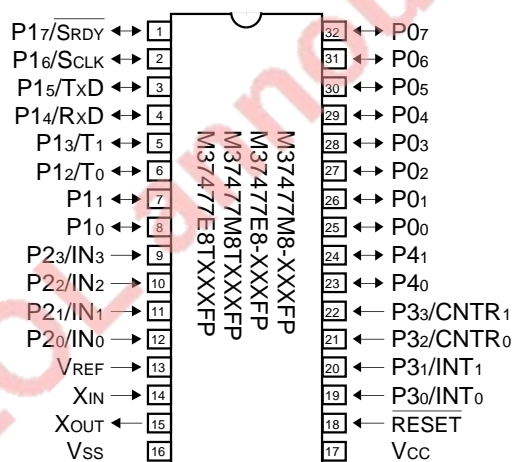 P17/SRDY 1 32 P07
P16/SCLK 2 31 P06
P15/TxD 3 30 P05
P14/RxD 4 29 P04
P13/T1 5 28 P03
P12/T0 6 27 P02
P11 7 26 P01
P10 8 25 P00
P23/IN3 9 24 P41
P22/IN2 10 23 P40
P21/IN1 11 22 P33/CNTR1
P20/IN0 12 21 P32/CNTR0
VREF 13 20 P31/INT1
XIN 14 19 P30/INT0
XOUT 15 18 RESET
VSS 16 17 VCC
M37477M8-XXXFP
M37477E8-XXXFP
M37477M8TXXXFP
M37477E8TXXXFP